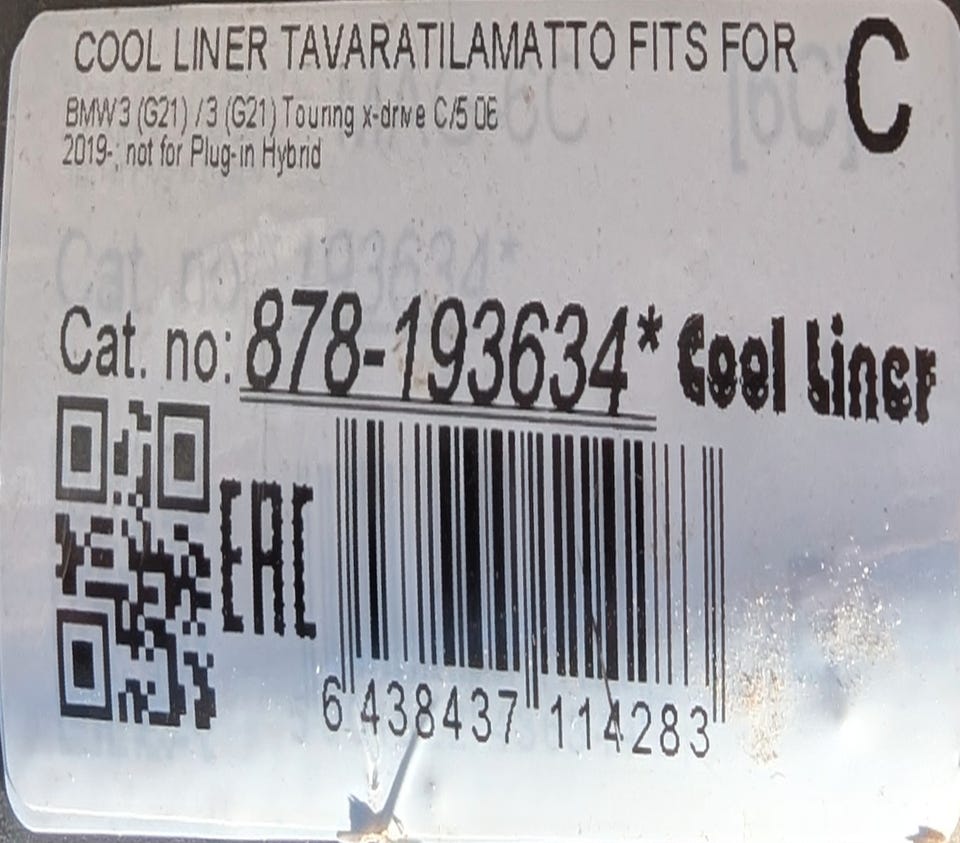 COOL LINER TAVARATILAMATTO FITS FOR C
BMW 3 (G21) / 3 (G21) Touring x-drive C/5 06
2019-; not for Plug-in Hybrid
Cat. no: 878-193634* Cool Liner
EAC
6 438437 114283